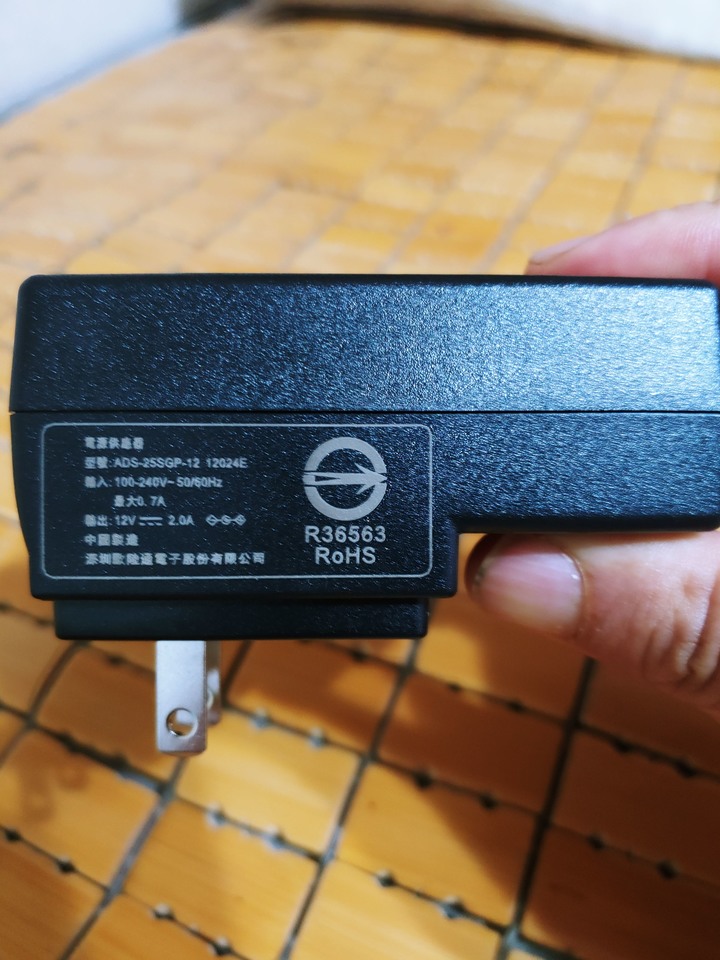 電源供應器
型號: ADS-25SGP-12 12024E
輸入: 100-240V~ 50/60Hz
最大0.7A
輸出: 12V⎓ 2.0A
中國製造
深圳歐陸通電子股份有限公司
R36563
RoHS